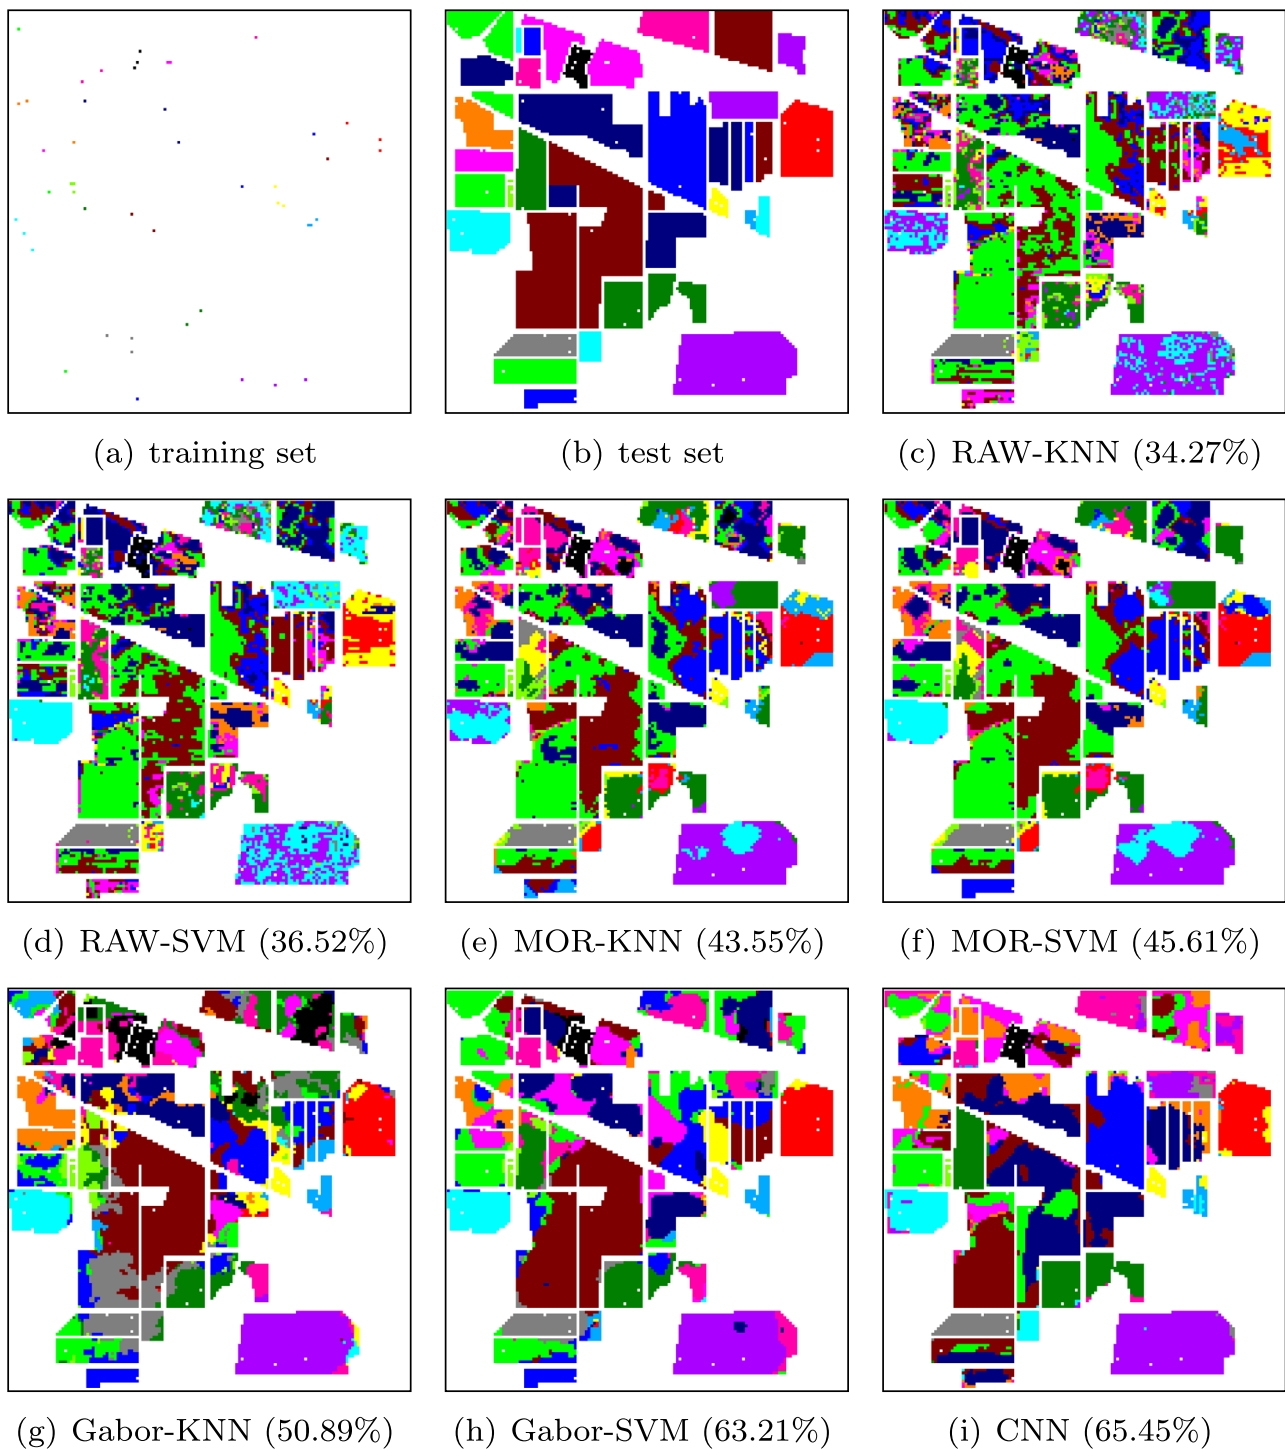 (a) training set
(b) test set
(c) RAW-KNN (34.27%)
(d) RAW-SVM (36.52%)
(e) MOR-KNN (43.55%)
(f) MOR-SVM (45.61%)
(g) Gabor-KNN (50.89%)
(h) Gabor-SVM (63.21%)
(i) CNN (65.45%)